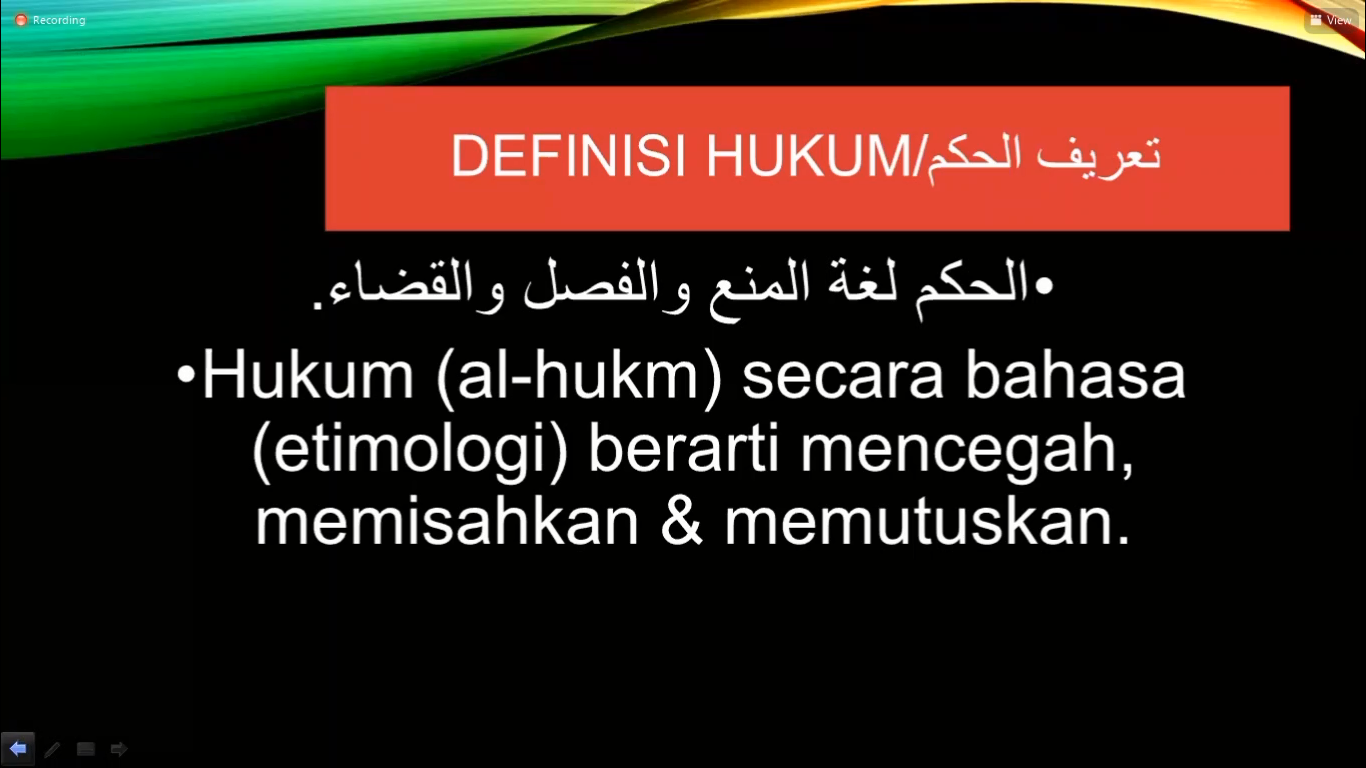 Recording
View
DEFINISI HUKUM/تعريف الحكم
•الحكم لغة المنع والفصل والقضاء.
•Hukum (al-hukm) secara bahasa
(etimologi) berarti mencegah,
memisahkan & memutuskan.